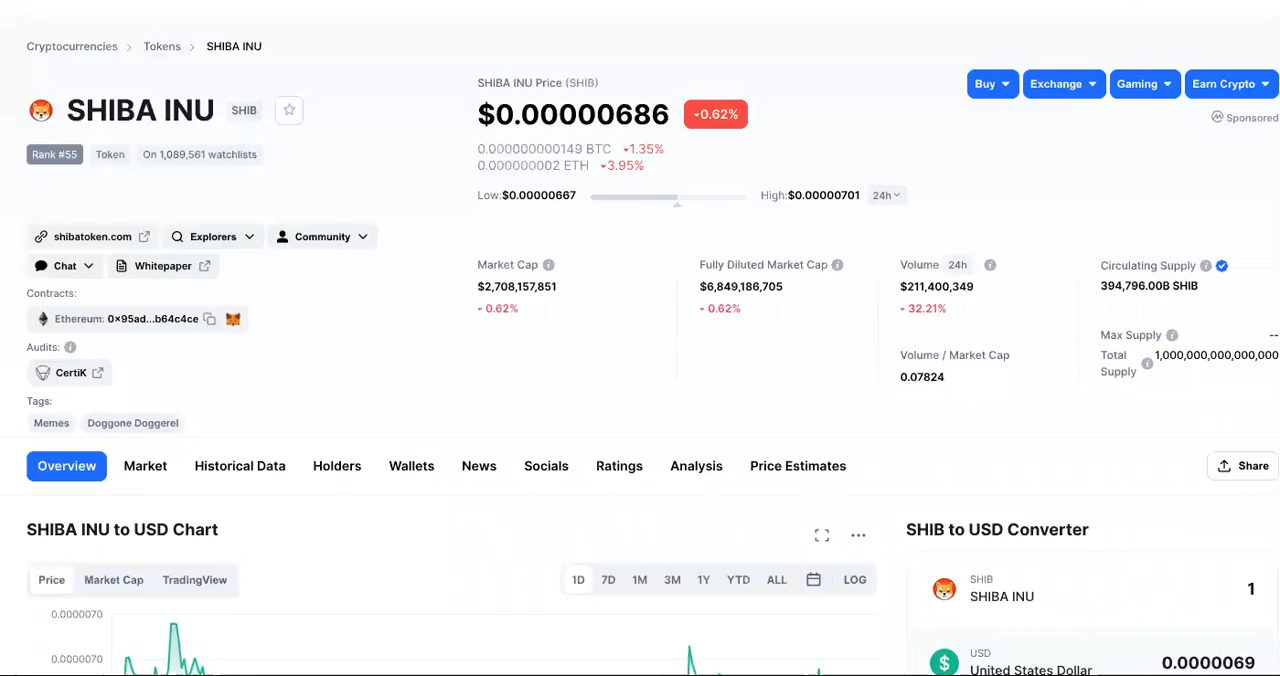 Cryptocurrencies > Tokens > SHIBA INU
SHIBA INU SHIB
Rank #55 Token On 1,089,561 watchlists
shibatoken.com Explorers Community
Chat Whitepaper
Contracts:
Ethereum: 0x95ad...b64c4ce
Audits:
CertiK
Tags:
Memes Doggone Doggerel
SHIBA INU Price (SHIB)
$0.00000686 0.62%
0.000000000149 BTC 1.35%
0.000000002 ETH 3.95%
Low:$0.00000667 High:$0.00000701 24h
Buy Exchange Gaming Earn Crypto
Sponsored
Market Cap
$2,708,157,851
0.62%
Fully Diluted Market Cap
$6,849,186,705
0.62%
Volume 24h
$211,400,349
32.21%
Volume / Market Cap
0.07824
Circulating Supply
394,796.00B SHIB
Max Supply --
Total Supply 1,000,000,000,000,000
Overview Market Historical Data Holders Wallets News Socials Ratings Analysis Price Estimates Share
SHIBA INU to USD Chart
Price Market Cap TradingView 1D 7D 1M 3M 1Y YTD ALL LOG
0.0000070
0.0000070
SHIB to USD Converter
SHIB
SHIBA INU 1
USD
United States Dollar 0.0000069